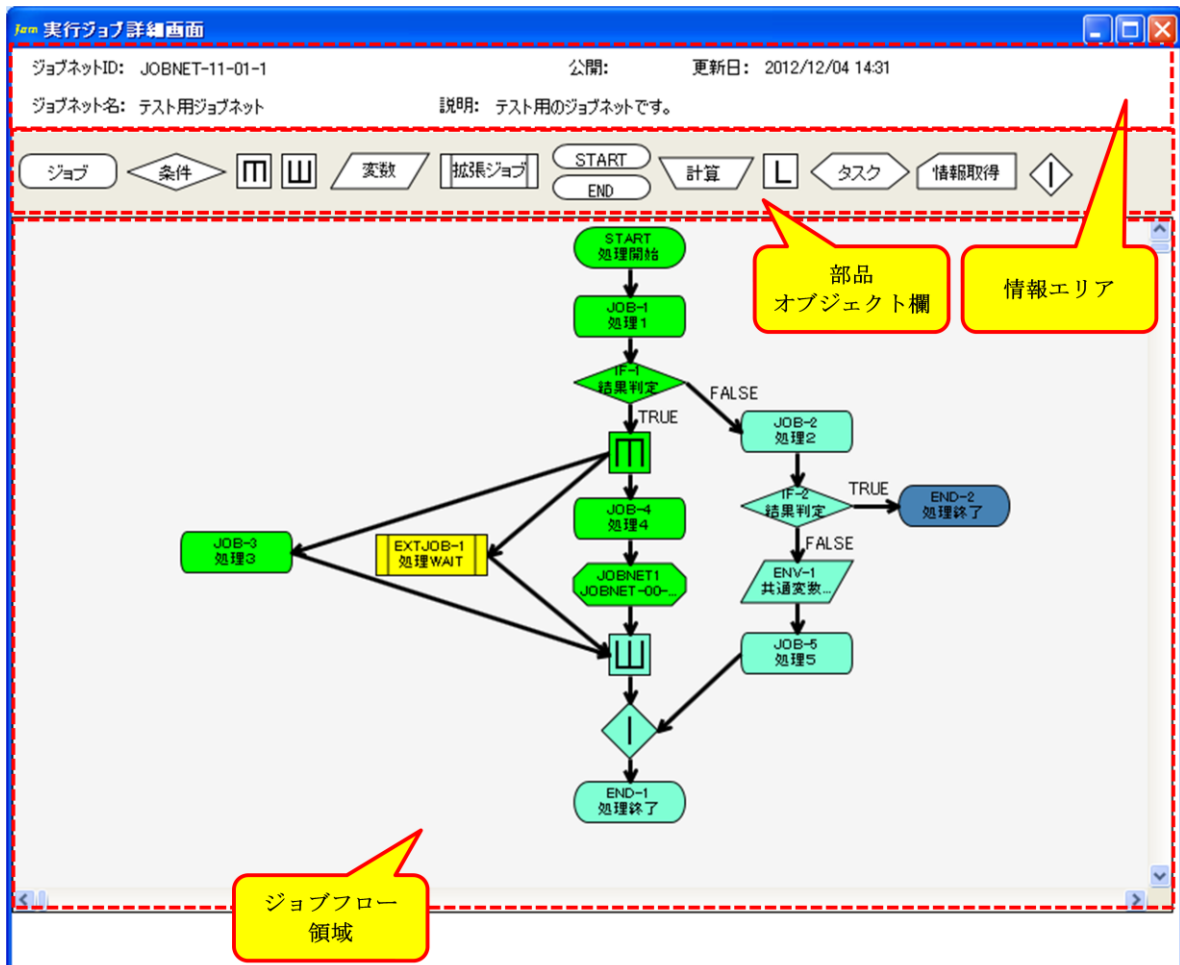 Jam 実行ジョブ詳細画面
ジョブネットID: JOBNET-11-01-1 公開: 更新日: 2012/12/04 14:31
ジョブネット名: テスト用ジョブネット 説明: テスト用のジョブネットです。
ジョブ
条件
変数
拡張ジョブ
START
END
計算
L
タスク
情報取得
部品
オブジェクト欄
情報エリア
START
処理開始
JOB-1
処理1
IF-1
結果判定
FALSE
TRUE
JOB-2
処理2
IF-2
結果判定
TRUE
END-2
処理終了
FALSE
JOB-4
処理4
JOB-3
処理3
EXTJOB-1
処理WAIT
JOBNET1
JOBNET-00-...
ENV-1
共通変数...
JOB-5
処理5
END-1
処理終了
ジョブフロー
領域